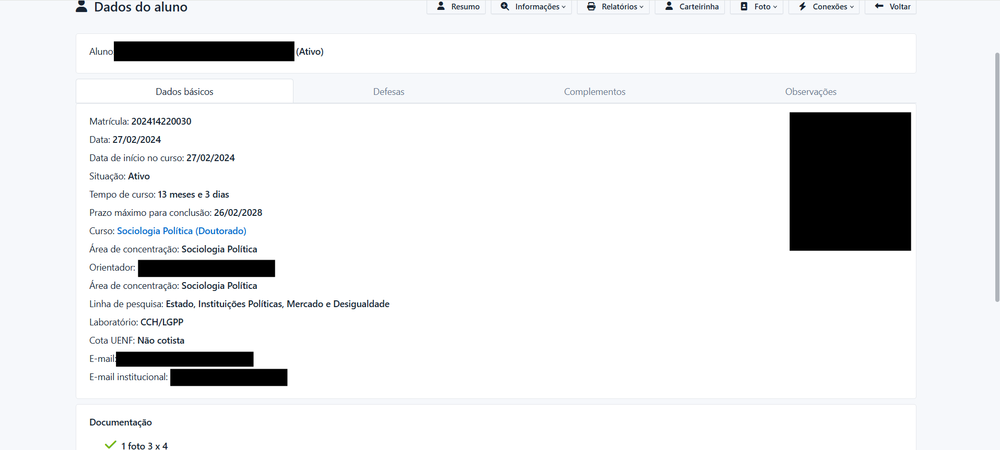 Dados do aluno
Resumo
Informações
Relatórios
Carteirinha
Foto
Conexões
Voltar
Aluno: (Ativo)
Dados básicos
Defesas
Complementos
Observações
Matrícula: 202414220030
Data: 27/02/2024
Data de início no curso: 27/02/2024
Situação: Ativo
Tempo de curso: 13 meses e 3 dias
Prazo máximo para conclusão: 26/02/2028
Curso: Sociologia Política (Doutorado)
Área de concentração: Sociologia Política
Orientador:
Área de concentração: Sociologia Política
Linha de pesquisa: Estado, Instituições Políticas, Mercado e Desigualdade
Laboratório: CCH/LGPP
Cota UENF: Não cotista
E-mail:
E-mail institucional:
Documentação
1 foto 3 x 4